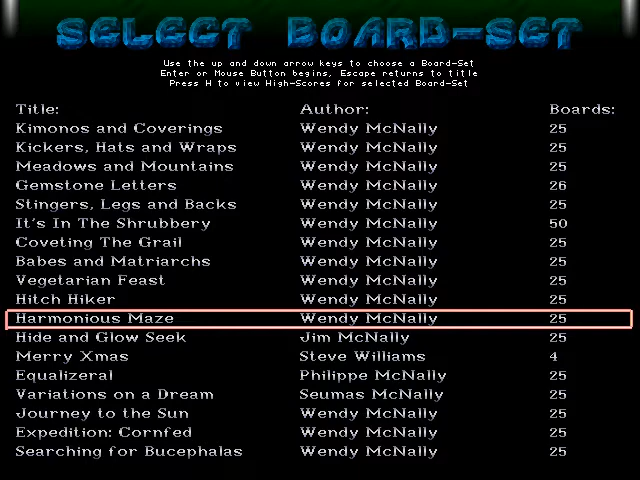 SELECT BOARD-SET
Use the up and down arrow keys to choose a Board-Set
Enter or Mouse Button begins, Escape returns to title
Press H to view High-Scores for selected Board-Set
Title: Author: Boards:
Kimonos and Coverings Wendy McNally 25
Kickers, Hats and Wraps Wendy McNally 25
Meadows and Mountains Wendy McNally 25
Gemstone Letters Wendy McNally 26
Stingers, Legs and Backs Wendy McNally 25
It's In The Shrubbery Wendy McNally 50
Coveting The Grail Wendy McNally 25
Babes and Matriarchs Wendy McNally 25
Vegetarian Feast Wendy McNally 25
Hitch Hiker Wendy McNally 25
Harmonious Maze Wendy McNally 25
Hide and Glow Seek Jim McNally 25
Merry Xmas Steve Williams 4
Equalizeral Philippe McNally 25
Variations on a Dream Seumas McNally 25
Journey to the Sun Wendy McNally 25
Expedition: Cornfed Wendy McNally 25
Searching for Bucephalas Wendy McNally 25